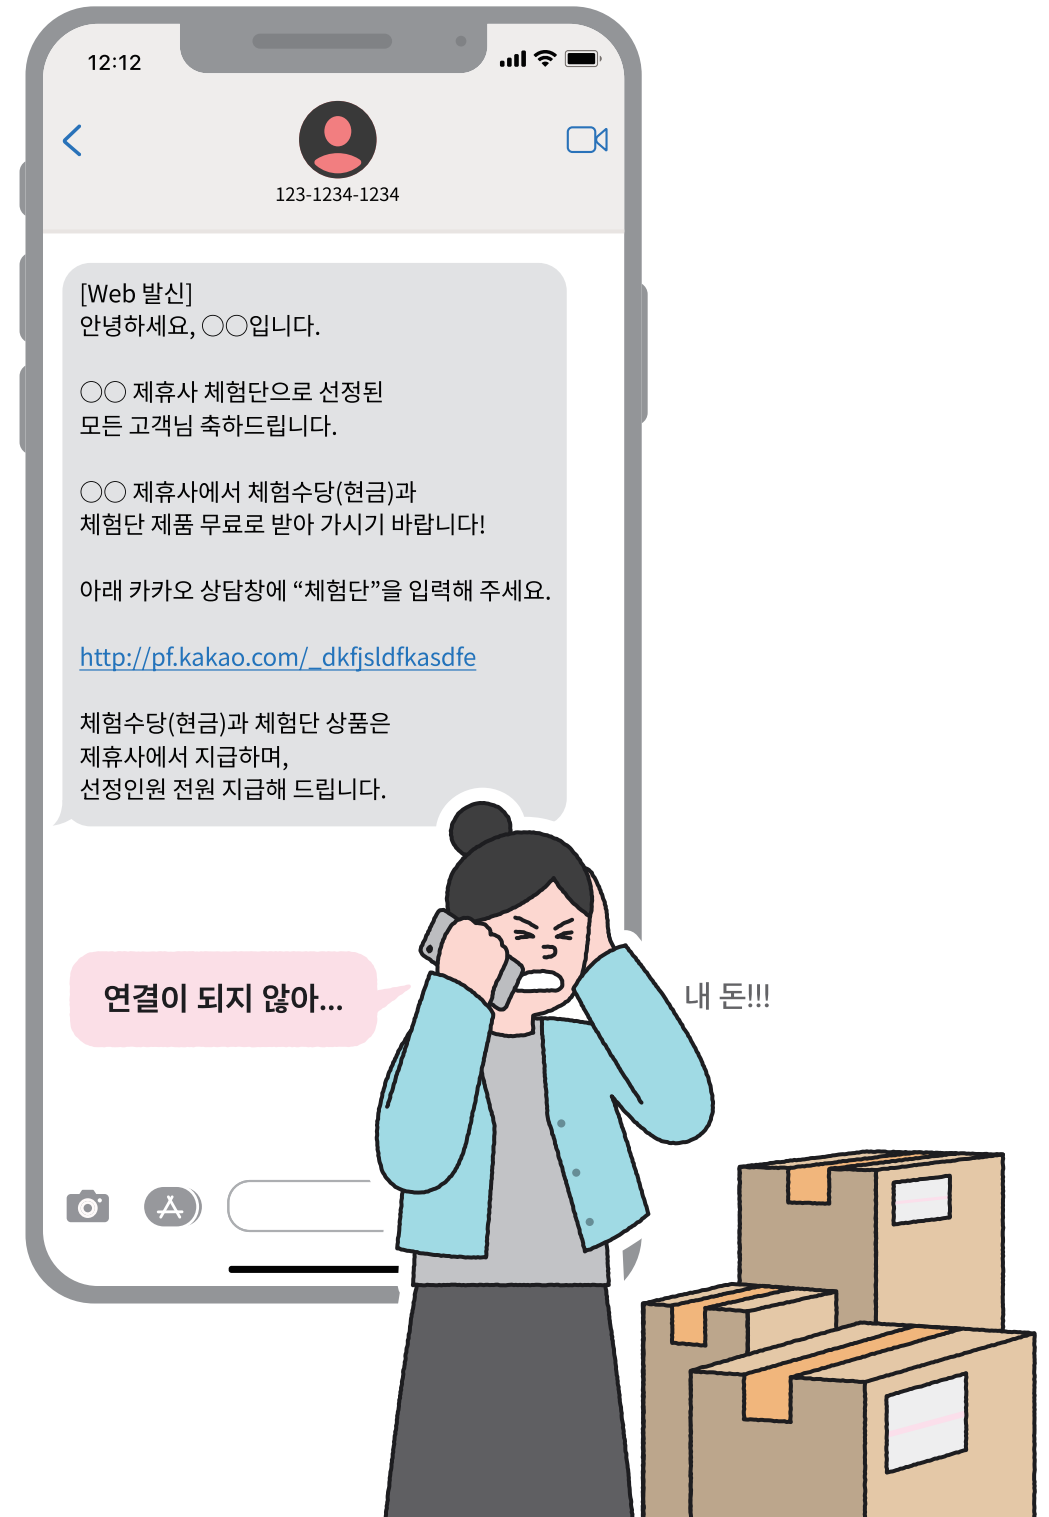 12:12
123-1234-1234
[Web 발신]
안녕하세요, ○○입니다.
○○ 제휴사 체험단으로 선정된
모든 고객님 축하드립니다.
○○ 제휴사에서 체험수당(현금)과
체험단 제품 무료로 받아 가시기 바랍니다!
아래 카카오 상담창에 “체험단”을 입력해 주세요.
http://pf.kakao.com/_dkfjsldfkasdfe
체험수당(현금)과 체험단 상품은
제휴사에서 지급하며,
선정인원 전원 지급해 드립니다.
연결이 되지 않아...
내 돈!!!